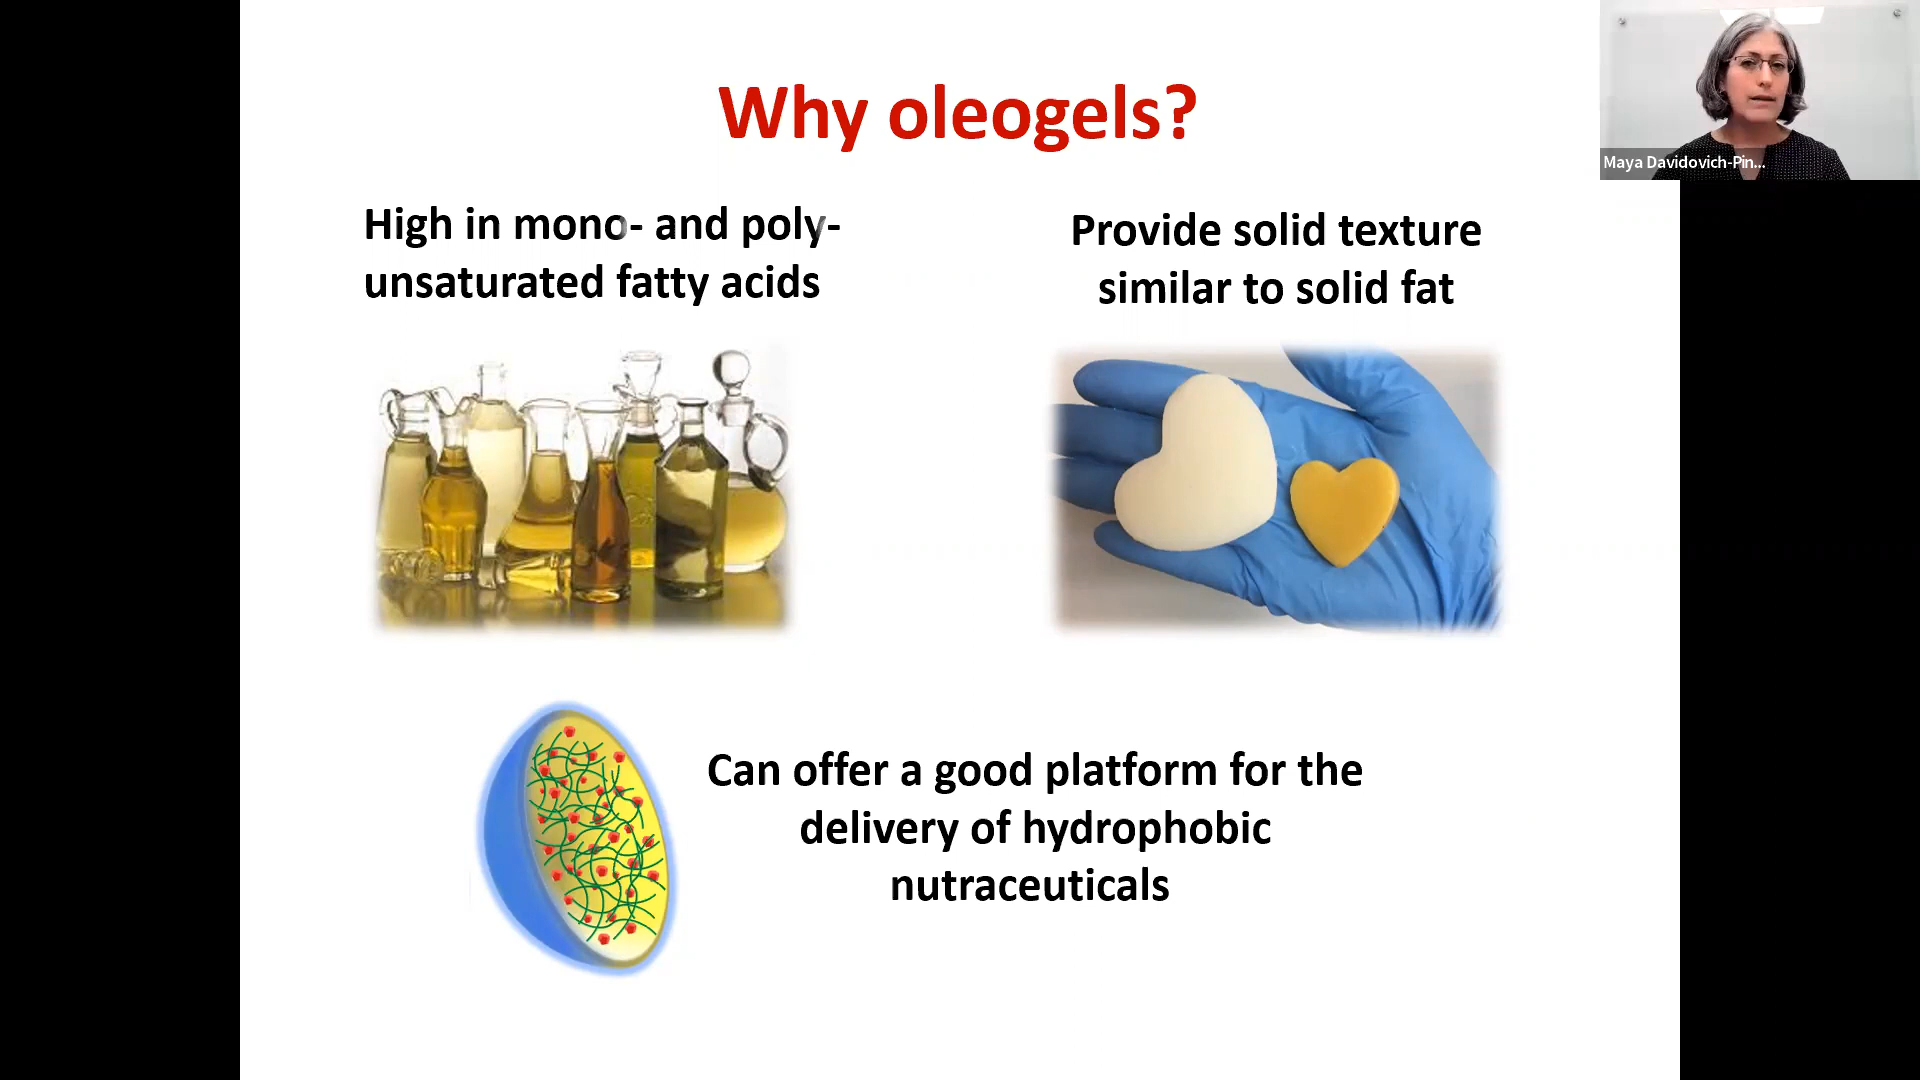 Why oleogels?
High in mono- and poly-
unsaturated fatty acids
Provide solid texture
similar to solid fat
Can offer a good platform for the
delivery of hydrophobic
nutraceuticals
Maya Davidovich-Pin...